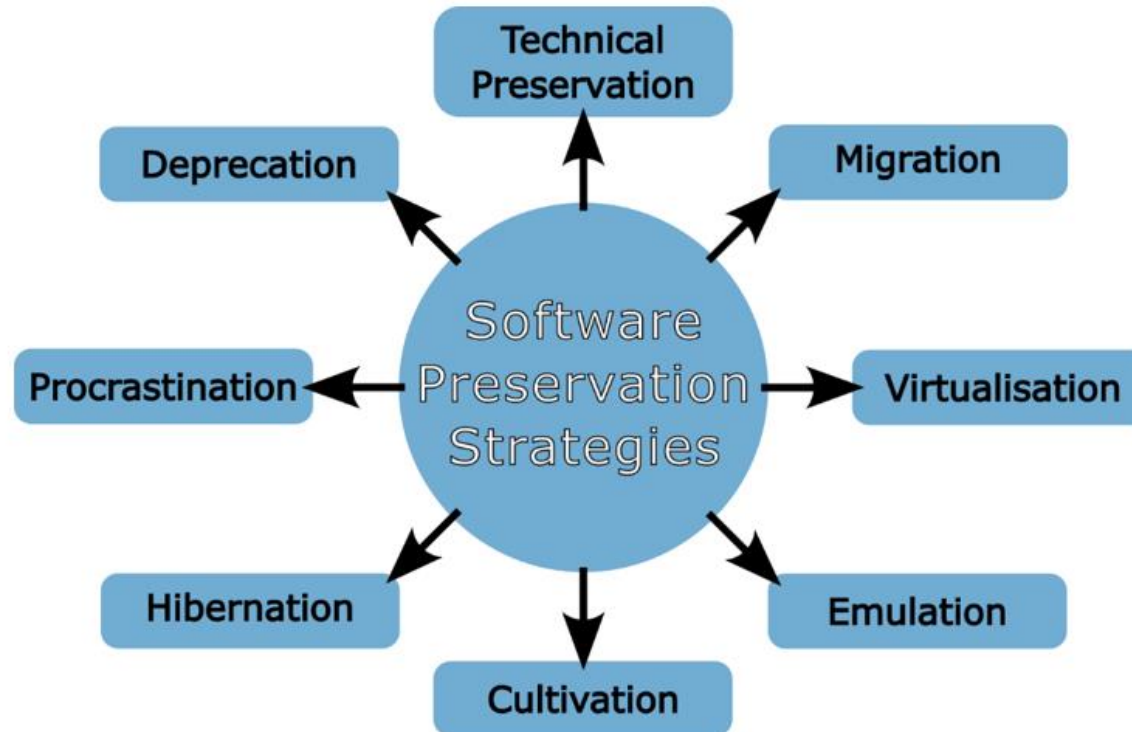 Technical
Preservation
Deprecation
Migration
Software
Preservation
Strategies
Procrastination
Virtualisation
Hibernation
Emulation
Cultivation